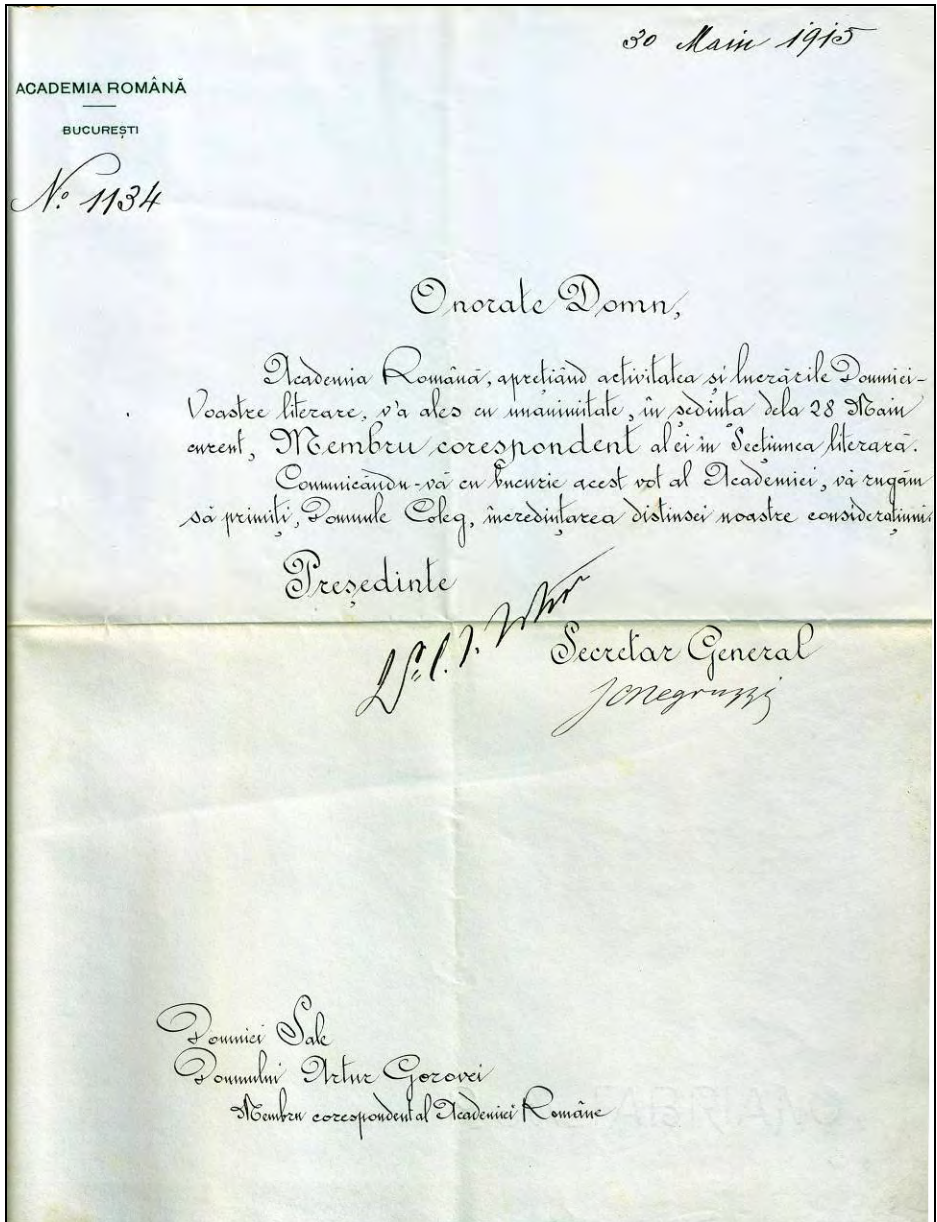 30 Maiu 1915
ACADEMIA ROMÂNĂ
BUCUREȘTI
Nº 1134
Onorate Domn,
Academia Română, aprețiând activitatea și lucrările Domniei-
Voastre literare, v'a ales cu unanimitate, în ședința dela 28 Maiu
curent, Membru corespondent al ei în Secțiunea literară.
Comunicându-vă cu bucurie acest vot al Academiei, vă rugăm
să primiți, Domnule Coleg, încredințarea distinsei noastre considerațiuni.
Președinte
Secretar General
J C Negruzzi
Domniei Sale
Domnului Artur Gorovei
Membru corespondent al Academiei Române